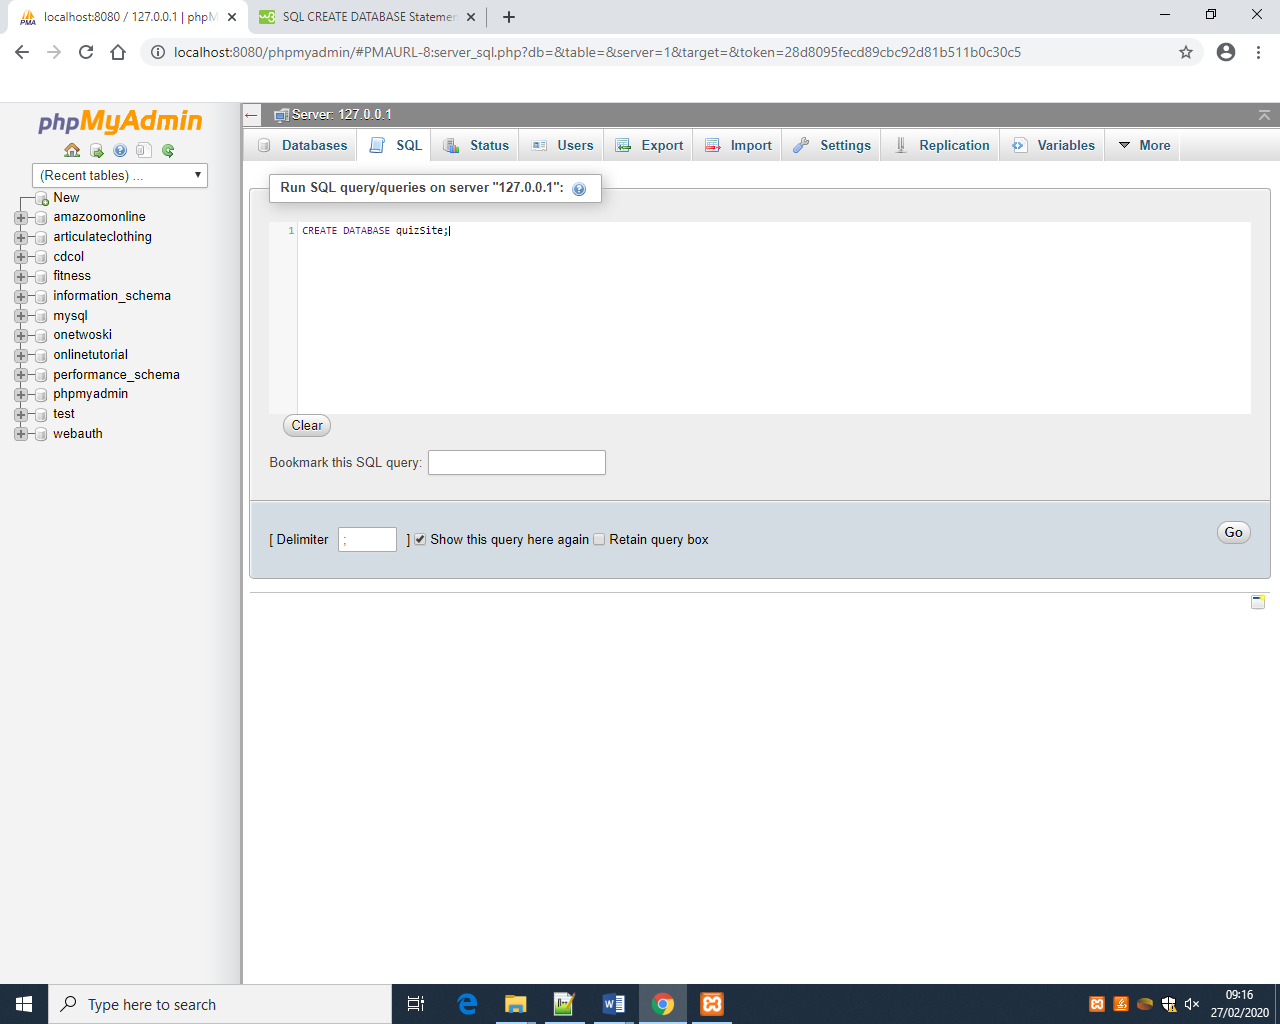 localhost:8080 / 127.0.0.1 | phpM
SQL CREATE DATABASE Statemen
localhost:8080/phpmyadmin/#PMAURL-8:server_sql.php?db=&table=&server=1&target=&token=28d8095fecd89cbc92d81b511b0c30c5
phpMyAdmin
(Recent tables) ...
New
amazoomonline
articulateclothing
cdcol
fitness
information_schema
mysql
onetwoski
onlinetutorial
performance_schema
phpmyadmin
test
webauth
Server: 127.0.0.1
Databases SQL Status Users Export Import Settings Replication Variables More
Run SQL query/queries on server "127.0.0.1":
1 CREATE DATABASE quizSite;
Clear
Bookmark this SQL query:
[ Delimiter ; ] Show this query here again Retain query box
Go
Type here to search
09:16
27/02/2020